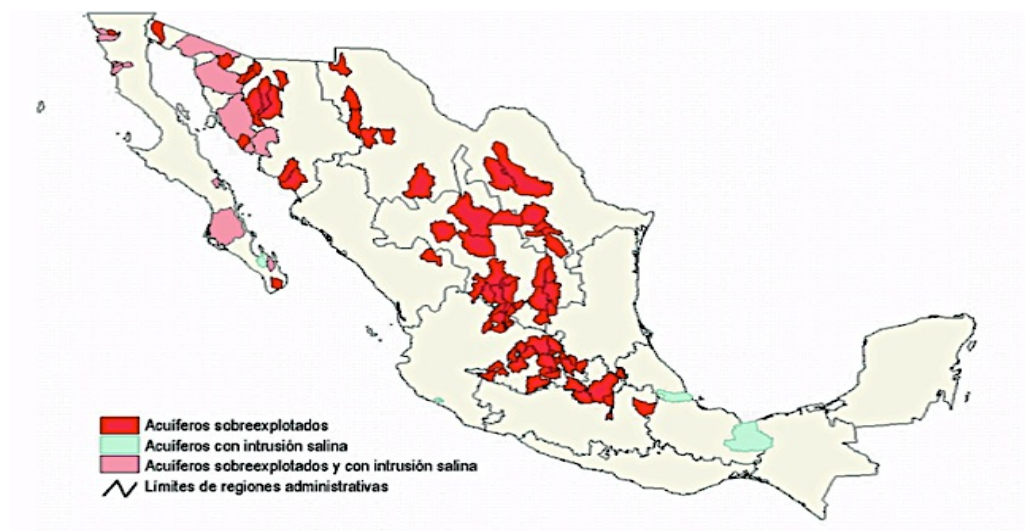 Acuíferos sobreexplotados
Acuíferos con intrusión salina
Acuíferos sobreexplotados y con intrusión salina
Límites de regiones administrativas